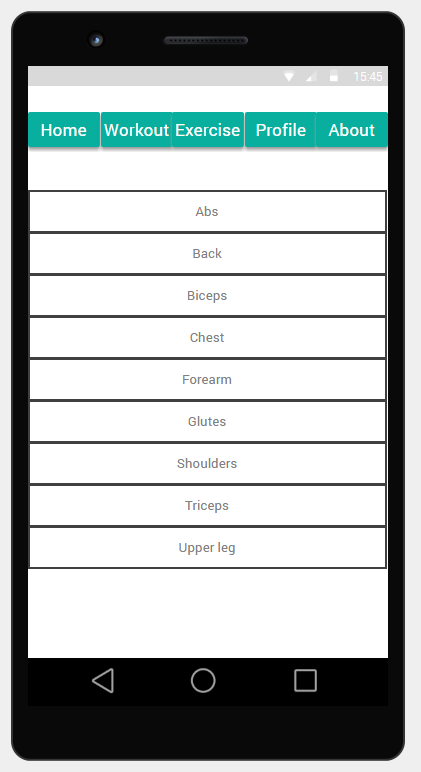 15:45
Home Workout Exercise Profile About
Abs
Back
Biceps
Chest
Forearm
Glutes
Shoulders
Triceps
Upper leg